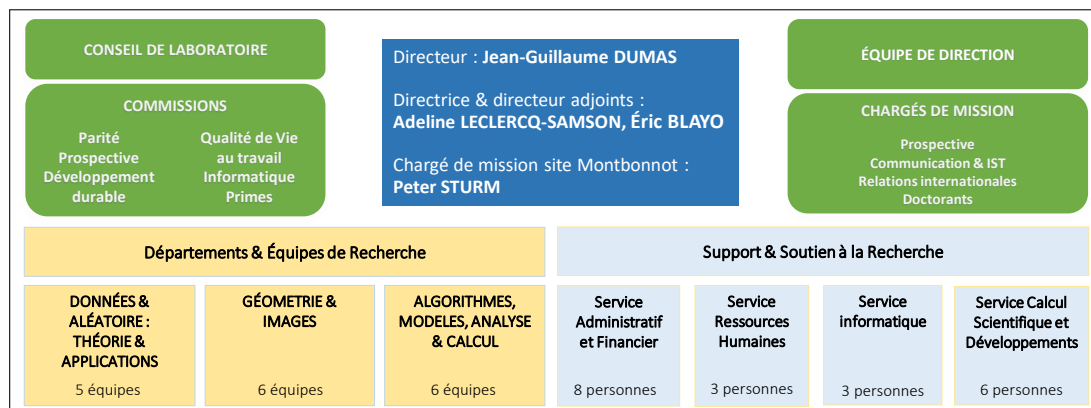 CONSEIL DE LABORATOIRE
COMMISSIONS
Parité
Prospective
Développement
durable
Qualité de Vie
au travail
Informatique
Primes
Directeur : Jean-Guillaume DUMAS
Directrice & directeur adjoints :
Adeline LECLERCQ-SAMSON, Éric BLAYO
Chargé de mission site Montbonnot :
Peter STURM
ÉQUIPE DE DIRECTION
CHARGÉS DE MISSION
Prospective
Communication & IST
Relations internationales
Doctorants
Départements & Équipes de Recherche
DONNÉES &
ALÉATOIRE :
THÉORIE &
APPLICATIONS
5 équipes
GÉOMETRIE &
IMAGES
6 équipes
ALGORITHMES,
MODELES, ANALYSE
& CALCUL
6 équipes
Support & Soutien à la Recherche
Service
Administratif
et Financier
8 personnes
Service
Ressources
Humaines
3 personnes
Service
informatique
3 personnes
Service Calcul
Scientifique et
Développements
6 personnes